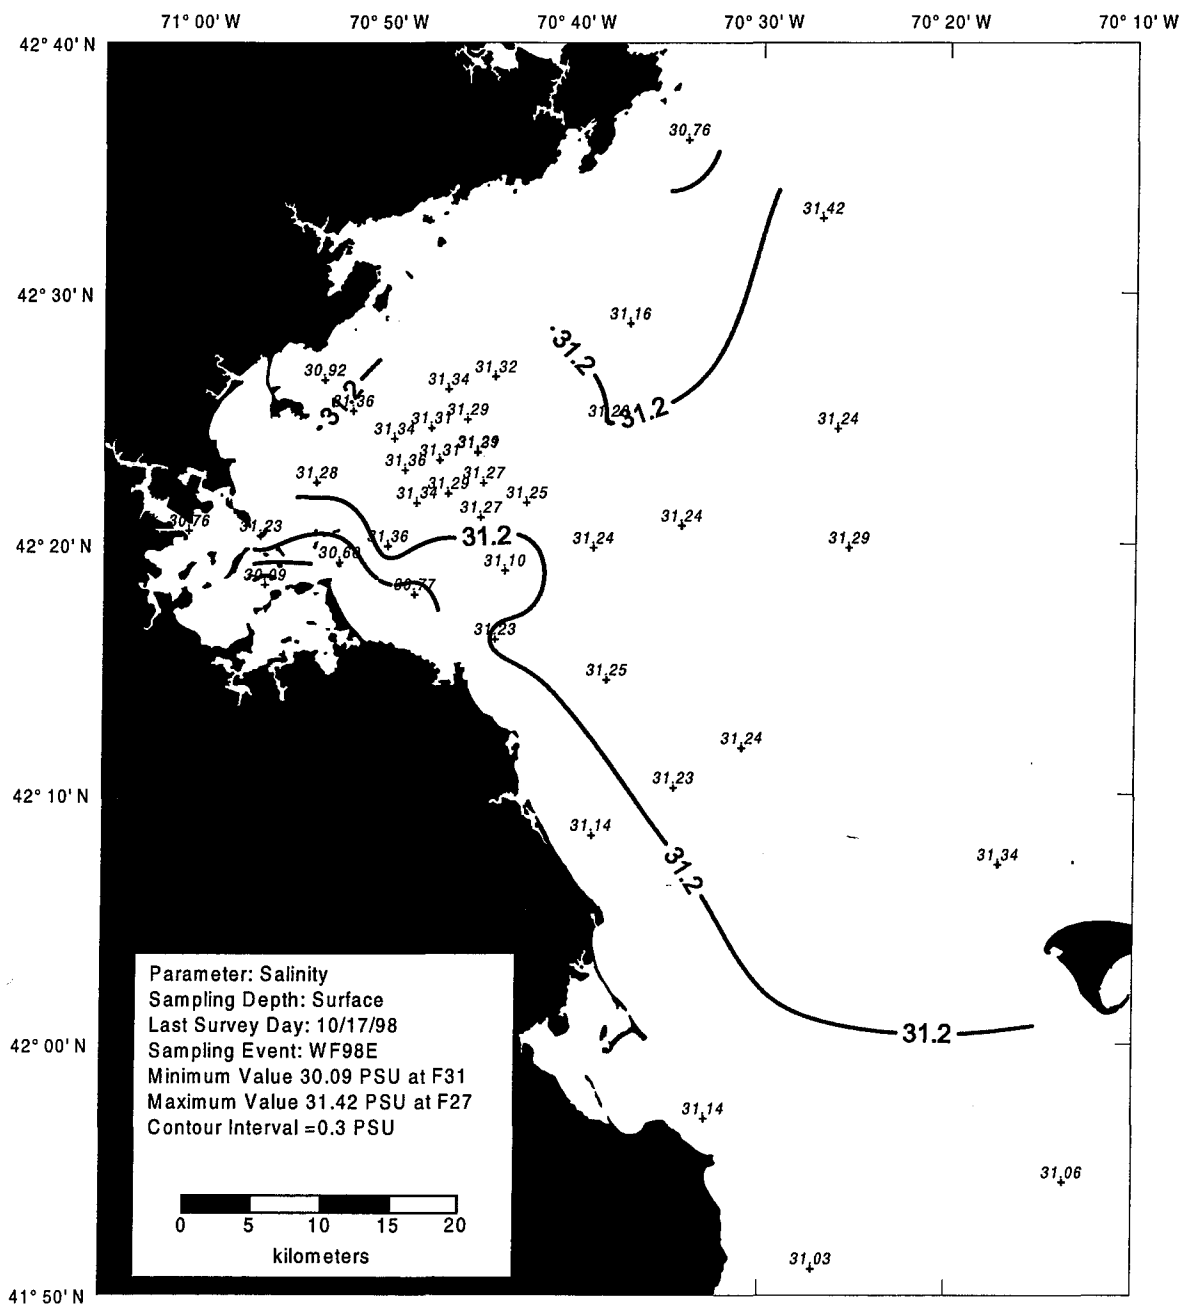 71° 00' W 70° 50' W 70° 40' W 70° 30' W 70° 20' W 70° 10' W
42° 40' N
30.76
31.42
42° 30' N
31.16
31.2
30.92
31.34
31.32
31.2
31.36
31.29
31.2
31.24
31.31
31.34
31.31
31.36
31.28
31.27
31.29
31.34
31.25
31.27
30.76
31.23
31.36
31.2
31.24
31.24
31.29
42° 20' N
31.10
30.09
30.77
31.23
31.25
31.24
31.23
42° 10' N
31.14
31.34
31.2
Parameter: Salinity
Sampling Depth: Surface
Last Survey Day: 10/17/98
31.2
Sampling Event: WF98E
42° 00' N
Minimum Value 30.09 PSU at F31
Maximum Value 31.42 PSU at F27
Contour Interval =0.3 PSU
31.14
31.06
0 5 10 15 20
kilometers
31.03
41° 50' N